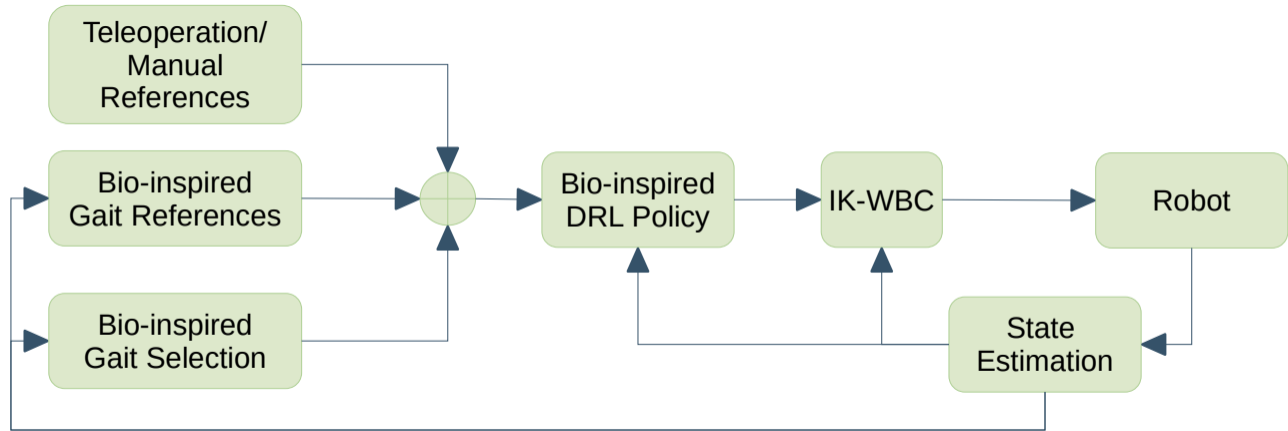 Teleoperation/
Manual
References
Bio-inspired
Gait References
Bio-inspired
Gait Selection
Bio-inspired
DRL Policy
IK-WBC
Robot
State
Estimation